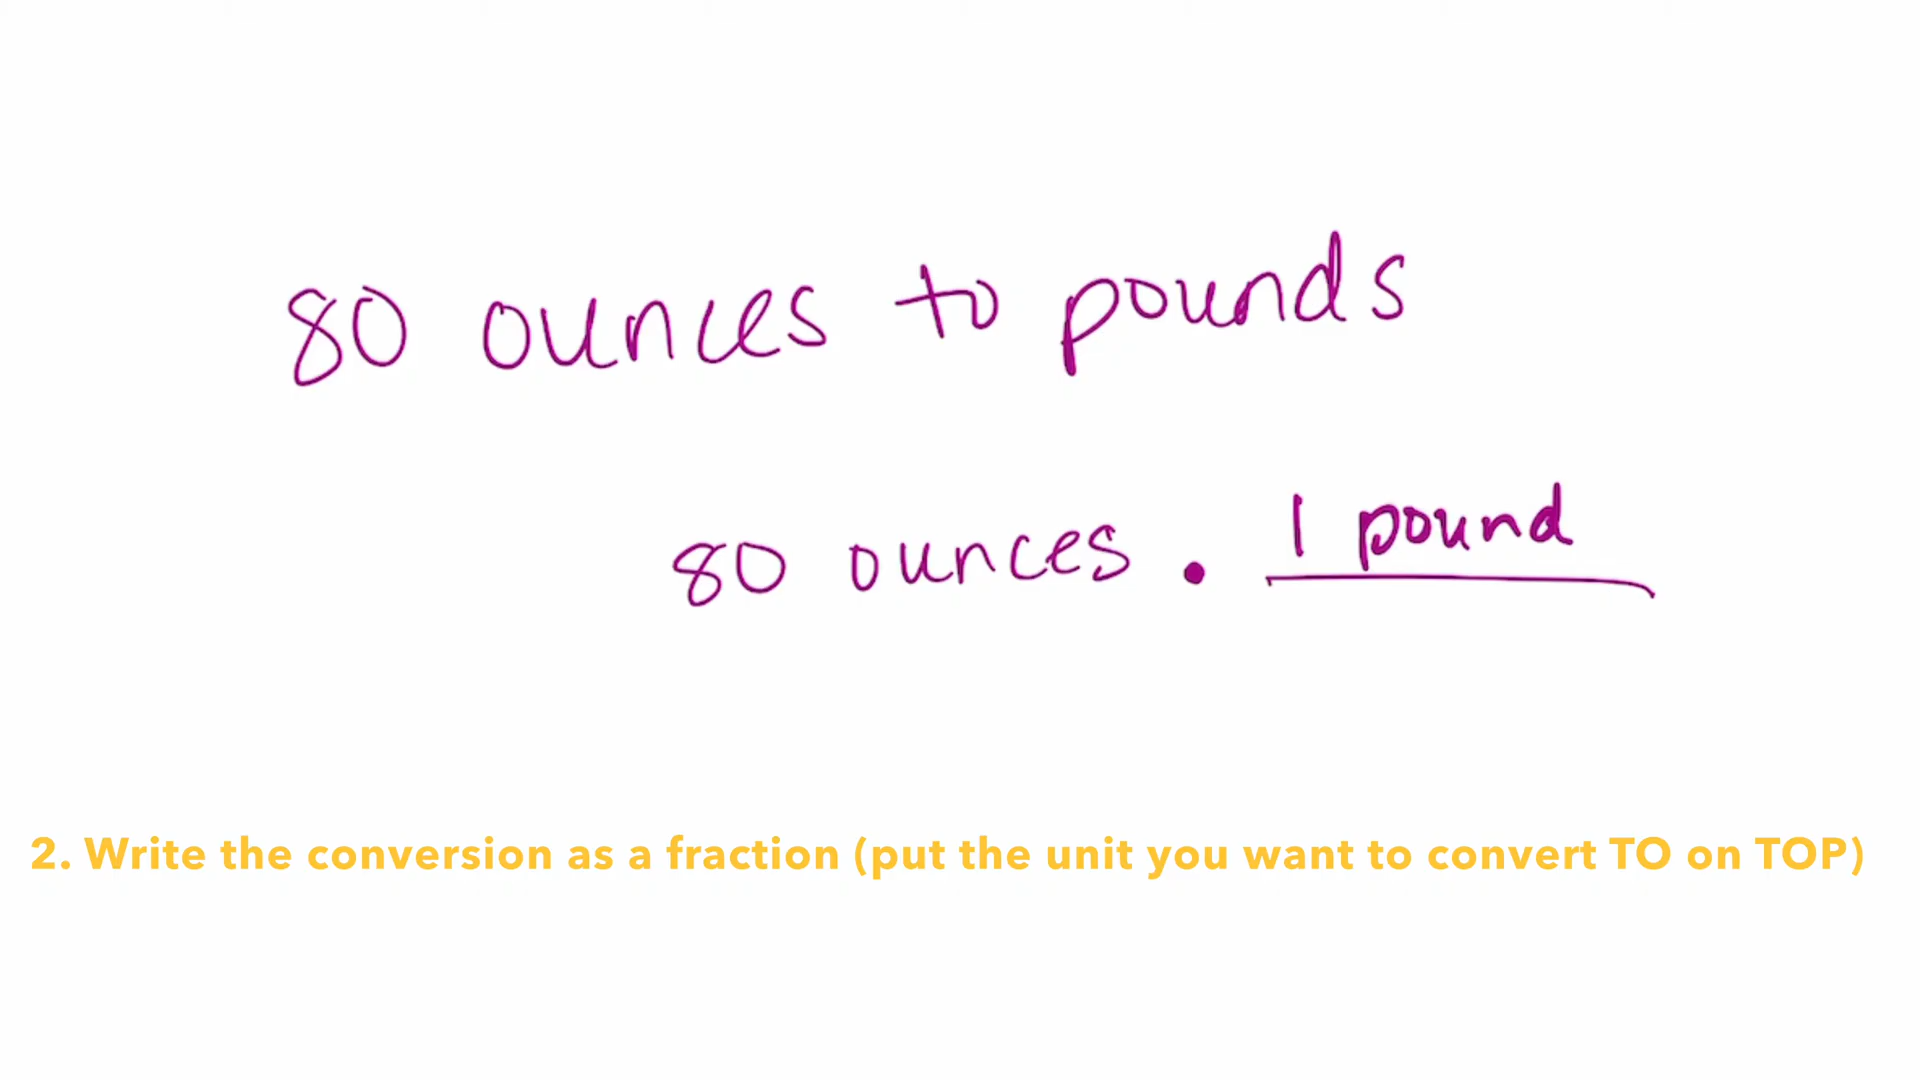 80 ounces to pounds
1 pound
80 ounces •
2. Write the conversion as a fraction (put the unit you want to convert TO on TOP)